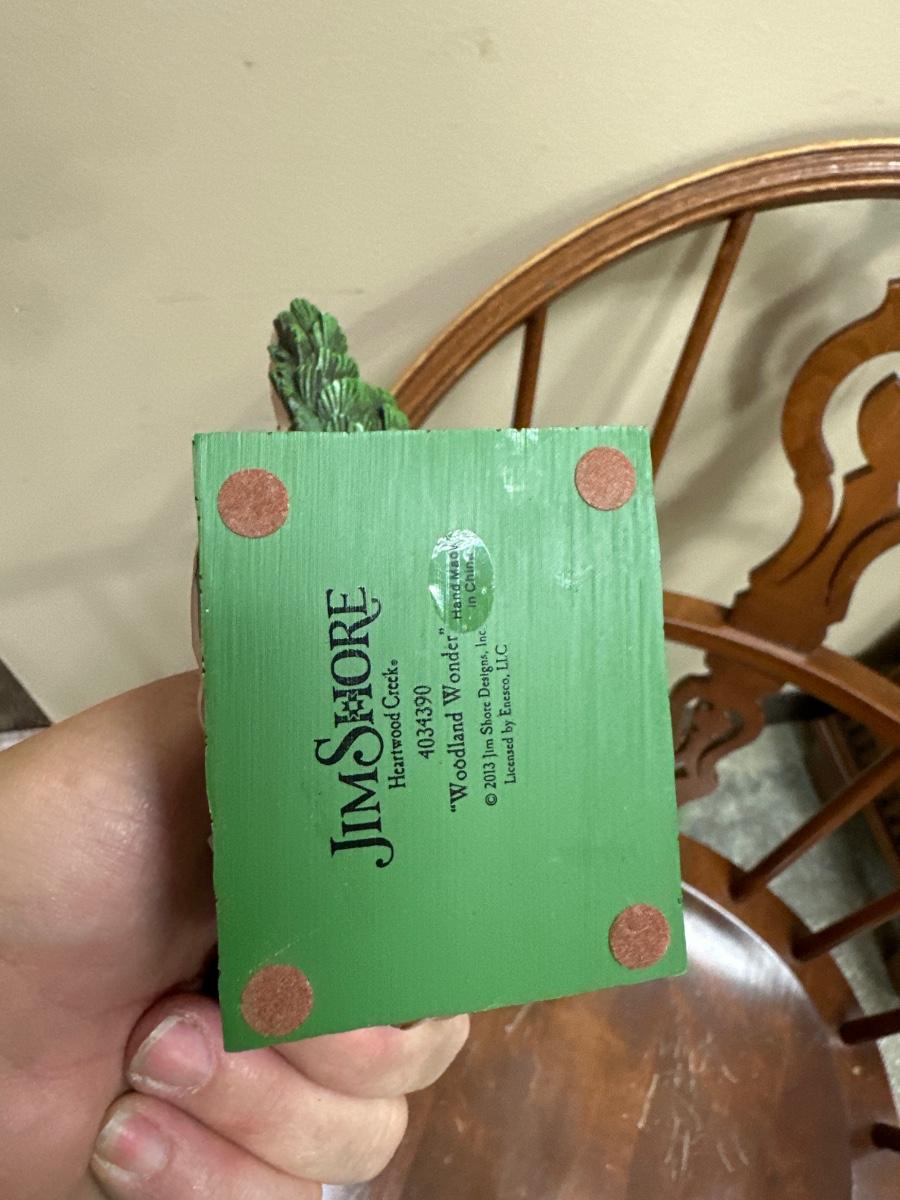 JIM SHORE
Heartwood Creek®
4034390
"Woodland Wonder"
© 2013 Jim Shore Designs, Inc.
Licensed by Enesco, LLC
Hand Made
in China